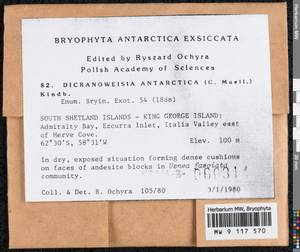 BRYOPHYTA ANTARCTICA EXSICCATA
Edited by Ryszard Ochyra
Polish Academy of Sciences
82. DICRANOWEISIA ANTARCTICA (C. Muell.)
Kindb.
Enum. Bryin. Exot. 54 (1888)
SOUTH SHETLAND ISLANDS - KING GEORGE ISLAND:
Admiralty Bay, Ezcurra Inlet, Italia Valley east
of Herve Cove.
62°30'S, 58°31'W Elev. 100 m
In dry, exposed situation forming dense cushions
on faces of andesite blocks in Usnea fasciata
community.
Coll. & Det. R. Ochyra 105/80 3/1/1980
Herbarium MW, Bryophyta
MW 9 117 570